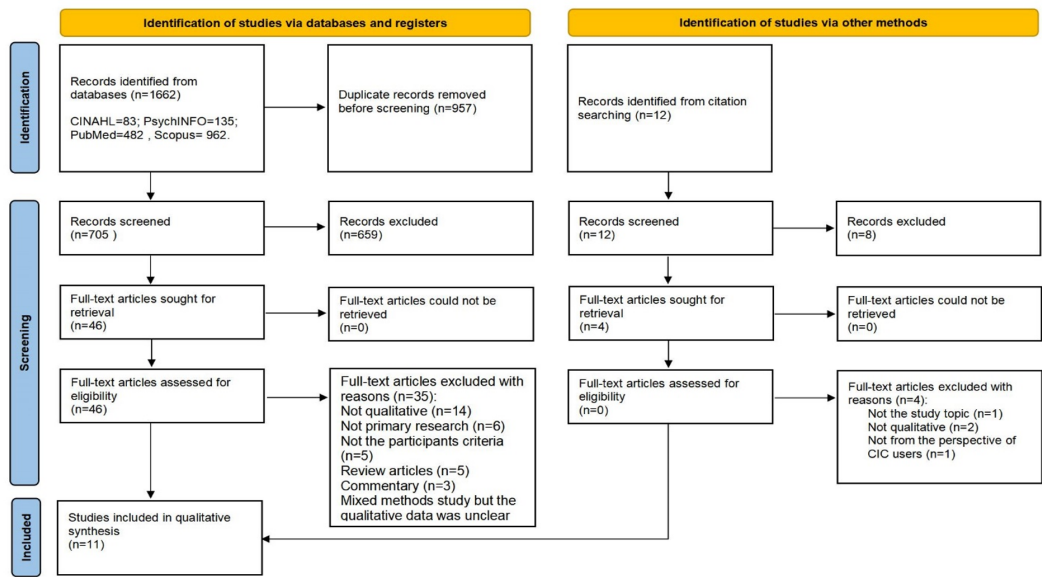 Identification of studies via databases and registers
Identification of studies via other methods
Identification
Records identified from
databases (n=1662)
CINAHL=83; PsychINFO=135;
PubMed=482 , Scopus= 962.
Duplicate records removed
before screening (n=957)
Records identified from citation
searching (n=12)
Screening
Records screened
(n=705 )
Records excluded
(n=659)
Records screened
(n=12)
Records excluded
(n=8)
Full-text articles sought for
retrieval
(n=46)
Full-text articles could not be
retrieved
(n=0)
Full-text articles sought for
retrieval
(n=4)
Full-text articles could not be
retrieved
(n=0)
Full-text articles assessed for
eligibility
(n=46)
Full-text articles excluded with
reasons (n=35):
Not qualitative (n=14)
Not primary research (n=6)
Not the participants criteria
(n=5)
Review articles (n=5)
Commentary (n=3)
Mixed methods study but the
qualitative data was unclear
Full-text articles assessed for
eligibility
(n=0)
Full-text articles excluded with
reasons (n=4):
Not the study topic (n=1)
Not qualitative (n=2)
Not from the perspective of
CIC users (n=1)
Included
Studies included in qualitative
synthesis
(n=11)